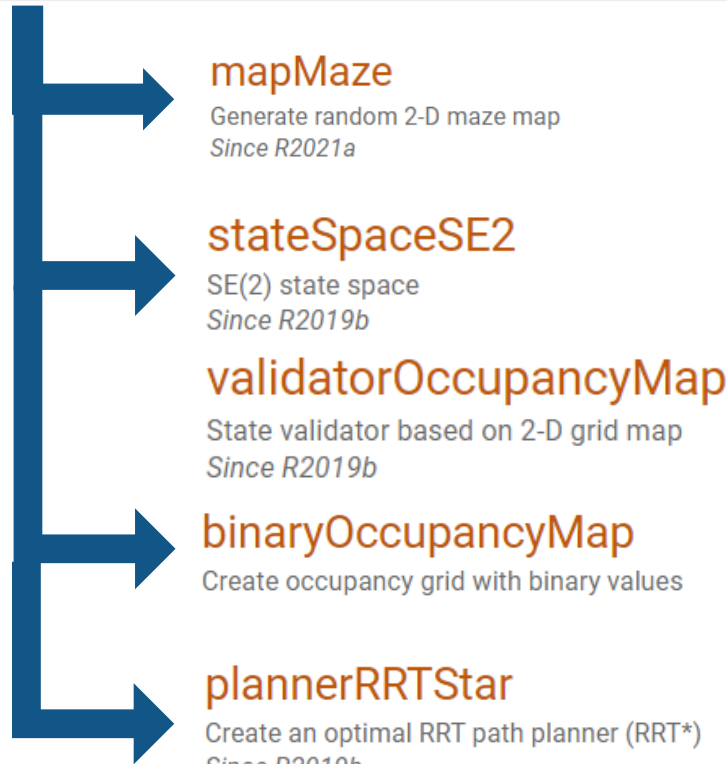 mapMaze
Generate random 2-D maze map
Since R2021a
stateSpaceSE2
SE(2) state space
Since R2019b
validatorOccupancyMap
State validator based on 2-D grid map
Since R2019b
binaryOccupancyMap
Create occupancy grid with binary values
plannerRRTStar
Create an optimal RRT path planner (RRT*)
Since R2019b